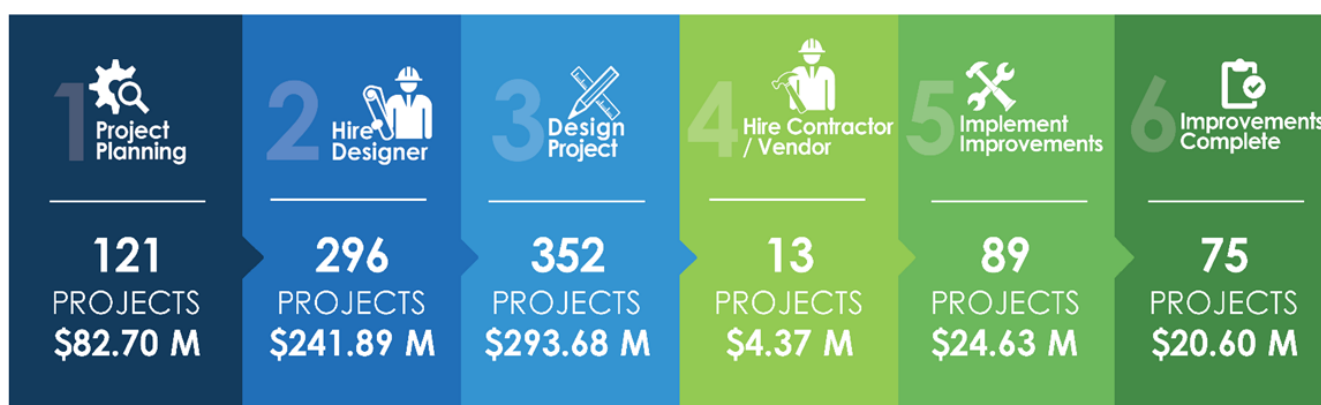 1
Project
Planning
121
PROJECTS
$82.70 M
2
Hire
Designer
296
PROJECTS
$241.89 M
3
Design
Project
352
PROJECTS
$293.68 M
4
Hire Contractor
/ Vendor
13
PROJECTS
$4.37 M
5
Implement
Improvements
89
PROJECTS
$24.63 M
6
Improvements
Complete
75
PROJECTS
$20.60 M